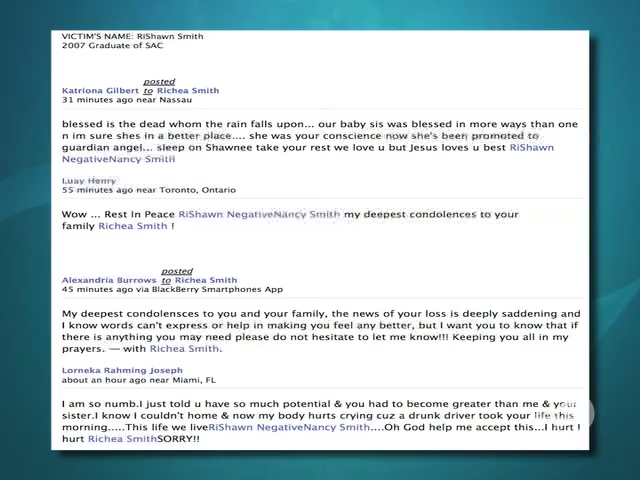 VICTIM'S NAME: RiShawn Smith
2007 Graduate of SAC
posted
Katriona Gilbert to Richea Smith
31 minutes ago near Nassau
blessed is the dead whom the rain falls upon... our baby sis was blessed in more ways than one
n im sure shes in a better place.... she was your conscience now she's been promoted to
guardian angel... sleep on Shawnee take your rest we love u but Jesus loves u best RiShawn
NegativeNancy Smith
Luay Henry
55 minutes ago near Toronto, Ontario
Wow ... Rest In Peace RiShawn NegativeNancy Smith my deepest condolences to your
family Richea Smith !
posted
Alexandria Burrows to Richea Smith
45 minutes ago via BlackBerry Smartphones App
My deepest condolensces to you and your family, the news of your loss is deeply saddening and
I know words can't express or help in making you feel any better, but I want you to know that if
there is anything you may need please do not hesitate to let me know!!! Keeping you all in my
prayers. — with Richea Smith.
Lorneka Rahming Joseph
about an hour ago near Miami, FL
I am so numb.I just told u have so much potential & you had to become greater than me & your
sister.I know I couldn't home & now my body hurts crying cuz a drunk driver took your life this
morning.....This life we liveRiShawn NegativeNancy Smith....Oh God help me accept this...I hurt I
hurt Richea SmithSORRY!!